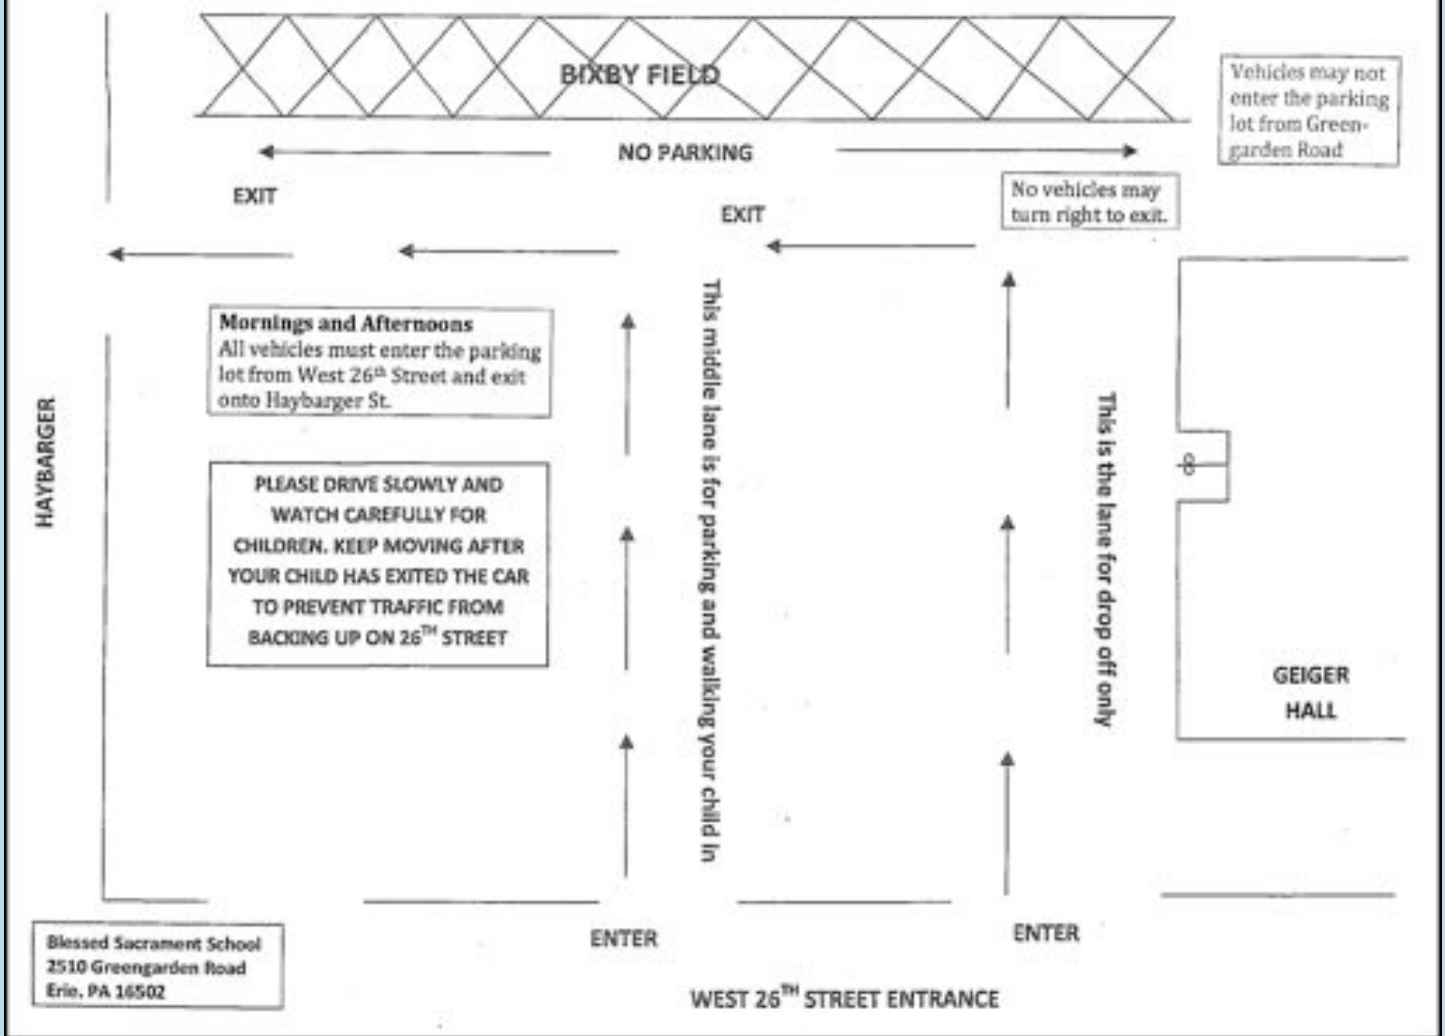 BIXBY FIELD
Vehicles may not
enter the parking
lot from Green-
garden Road
NO PARKING
EXIT
EXIT
No vehicles may
turn right to exit.
Mornings and Afternoons
All vehicles must enter the parking
lot from West 26th Street and exit
onto Haybarger St.
HAYBARGER
PLEASE DRIVE SLOWLY AND
WATCH CAREFULLY FOR
CHILDREN. KEEP MOVING AFTER
YOUR CHILD HAS EXITED THE CAR
TO PREVENT TRAFFIC FROM
BACKING UP ON 26TH STREET
This middle lane is for parking and walking your child in
This is the lane for drop off only
GEIGER
HALL
ENTER
ENTER
Blessed Sacrament School
2510 Greengarden Road
Erie, PA 16502
WEST 26TH STREET ENTRANCE